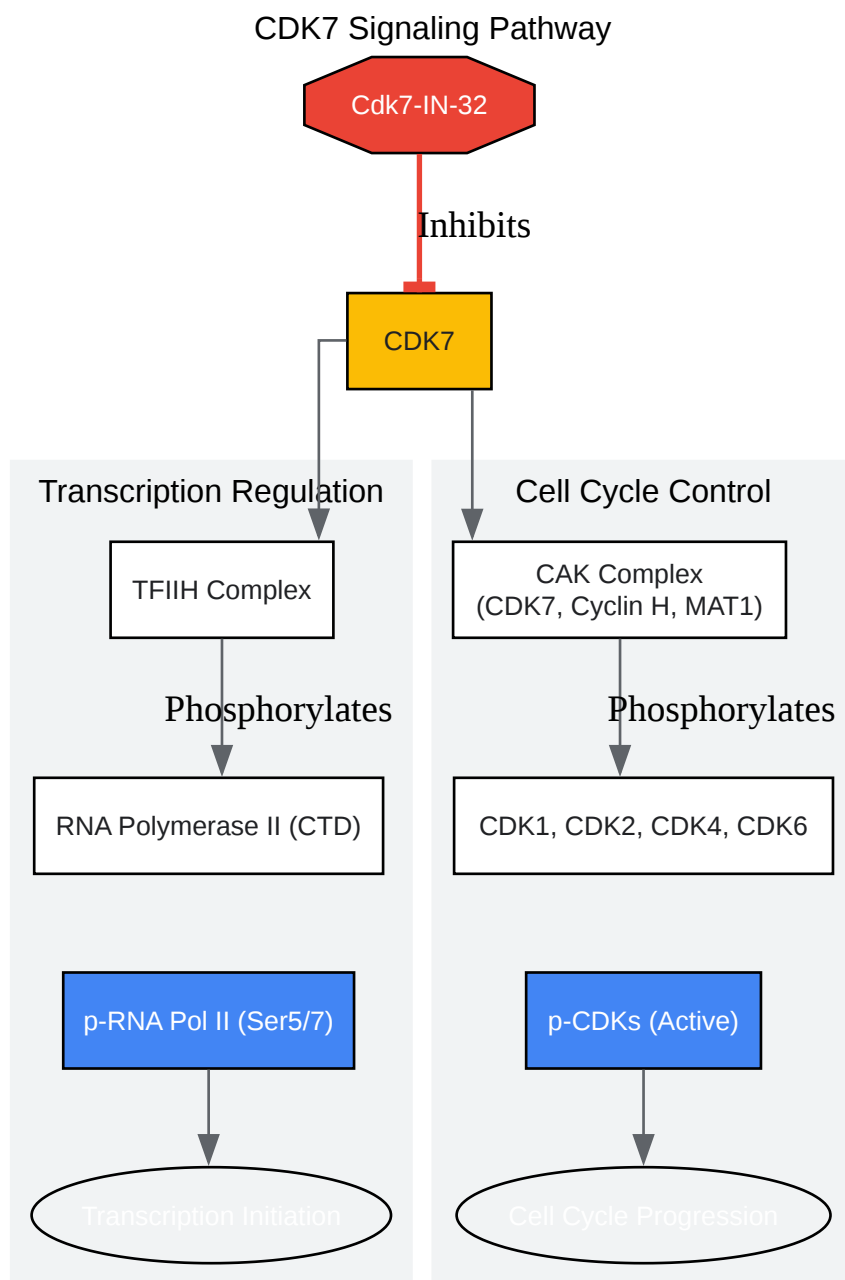 CDK7 Signaling Pathway
Cdk7-IN-32
Inhibits
CDK7
Transcription Regulation
TFIIH Complex
Phosphorylates
RNA Polymerase II (CTD)
p-RNA Pol II (Ser5/7)
Transcription Initiation
Cell Cycle Control
CAK Complex
(CDK7, Cyclin H, MAT1)
Phosphorylates
CDK1, CDK2, CDK4, CDK6
p-CDKs (Active)
Cell Cycle Progression